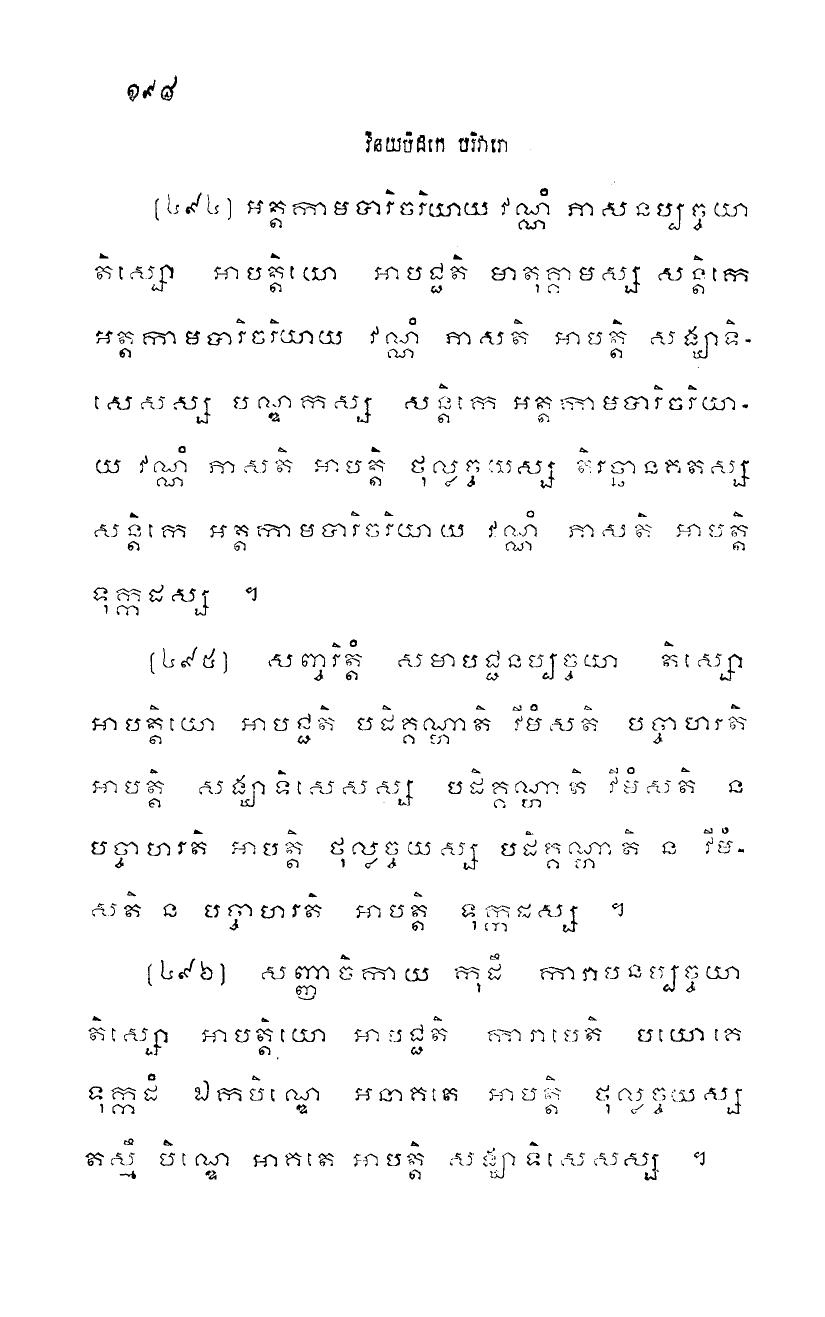 ១៩៨
វិនយបិដកេ បរិវារោ
[៤៩៤] អត្តកាមបារិចរិយាយ វណ្ណំ ភាសនប្បច្ចយា
តិស្សោ អាបត្តិយោ អាបជ្ជតិ មាតុគ្គាមស្ស សន្តិកេ
អត្តកាមបារិចរិយាយ វណ្ណំ ភាសតិ អាបត្តិ សង្ឃាទិ-
សេសស្ស បណ្ឌកស្ស សន្តិកេ អត្តកាមបារិចរិយា-
យ វណ្ណំ ភាសតិ អាបត្តិ ថុល្លច្ចយស្ស តិរច្ឆានគតស្ស
សន្តិកេ អត្តកាមបារិចរិយាយ វណ្ណំ ភាសតិ អាបត្តិ
ទុក្កដស្ស ។
[៤៩៥] សញ្ចរិត្តំ សមាបជ្ជនប្បច្ចយា តិស្សោ
អាបត្តិយោ អាបជ្ជតិ បដិគ្គណ្ហាតិ វីមំសតិ បច្ចាហរតិ
អាបត្តិ សង្ឃាទិសេសស្ស បដិគ្គណ្ហាតិ វីមំសតិ ន
បច្ចាហរតិ អាបត្តិ ថុល្លច្ចយស្ស បដិគ្គណ្ហាតិ ន វីមំ-
សតិ ន បច្ចាហរតិ អាបត្តិ ទុក្កដស្ស ។
[៤៩៦] សញ្ញាចិកាយ កុដឹ ការាបនប្បច្ចយា
តិស្សោ អាបត្តិយោ អាបជ្ជតិ ការាបេតិ បយោគេ
ទុក្កដំ ឯកបិណ្ឌេ អនាគតេ អាបត្តិ ថុល្លច្ចយស្ស
តស្មឹ បិណ្ឌេ អាគតេ អាបត្តិ សង្ឃាទិសេសស្ស ។